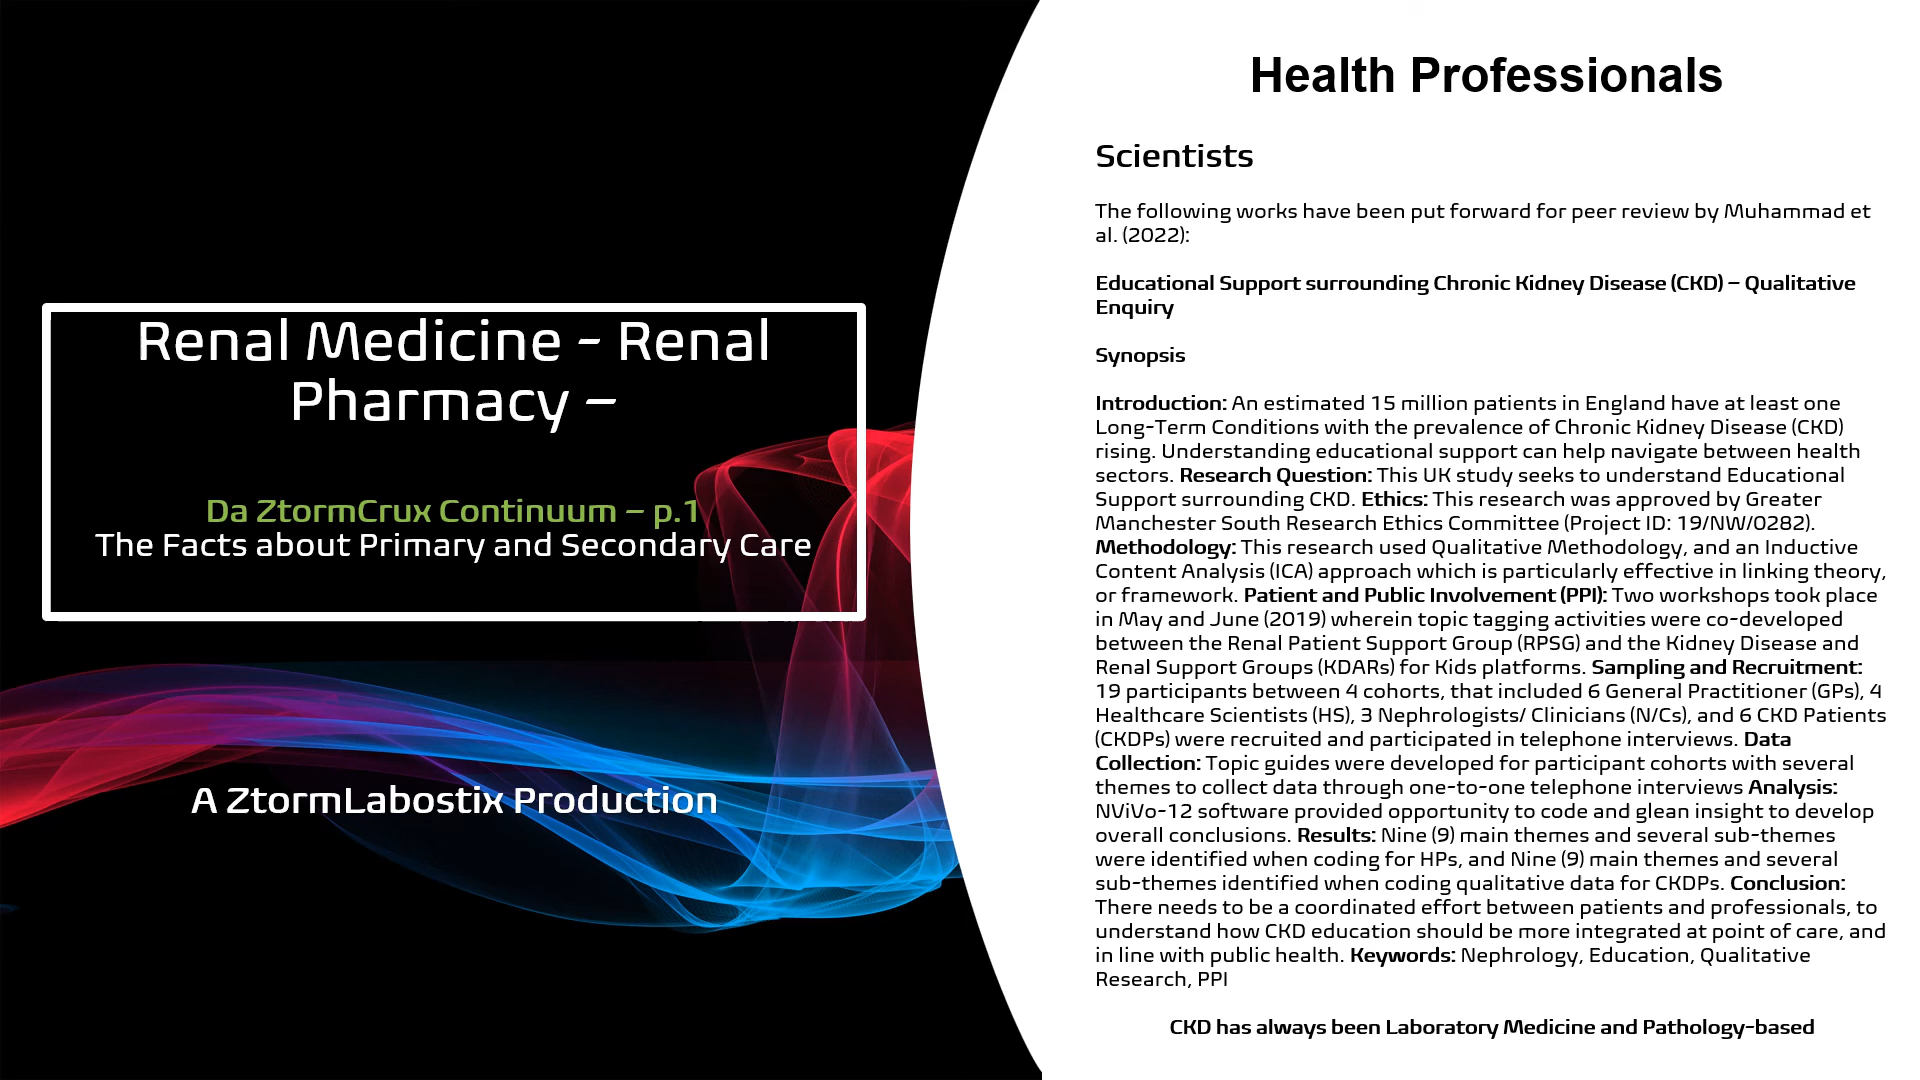 Renal Medicine - Renal
Pharmacy –
Da ZtormCrux Continuum – p.1
The Facts about Primary and Secondary Care
A ZtormLabostix Production
Health Professionals
Scientists
The following works have been put forward for peer review by Muhammad et
al. (2022):
Educational Support surrounding Chronic Kidney Disease (CKD) – Qualitative
Enquiry
Synopsis
Introduction: An estimated 15 million patients in England have at least one
Long-Term Conditions with the prevalence of Chronic Kidney Disease (CKD)
rising. Understanding educational support can help navigate between health
sectors. Research Question: This UK study seeks to understand Educational
Support surrounding CKD. Ethics: This research was approved by Greater
Manchester South Research Ethics Committee (Project ID: 19/NW/0282).
Methodology: This research used Qualitative Methodology, and an Inductive
Content Analysis (ICA) approach which is particularly effective in linking theory,
or framework. Patient and Public Involvement (PPI): Two workshops took place
in May and June (2019) wherein topic tagging activities were co-developed
between the Renal Patient Support Group (RPSG) and the Kidney Disease and
Renal Support Groups (KDARs) for Kids platforms. Sampling and Recruitment:
19 participants between 4 cohorts, that included 6 General Practitioner (GPs), 4
Healthcare Scientists (HS), 3 Nephrologists/ Clinicians (N/Cs), and 6 CKD Patients
(CKDPs) were recruited and participated in telephone interviews. Data
Collection: Topic guides were developed for participant cohorts with several
themes to collect data through one-to-one telephone interviews Analysis:
NViVo-12 software provided opportunity to code and glean insight to develop
overall conclusions. Results: Nine (9) main themes and several sub-themes
were identified when coding for HPs, and Nine (9) main themes and several
sub-themes identified when coding qualitative data for CKDPs. Conclusion:
There needs to be a coordinated effort between patients and professionals, to
understand how CKD education should be more integrated at point of care, and
in line with public health. Keywords: Nephrology, Education, Qualitative
Research, PPI
CKD has always been Laboratory Medicine and Pathology-based